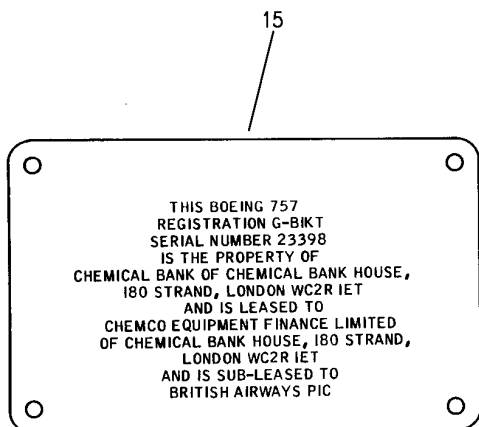 15
THIS BOEING 757
REGISTRATION G-BIKT
SERIAL NUMBER 23398
IS THE PROPERTY OF
CHEMICAL BANK OF CHEMICAL BANK HOUSE,
180 STRAND, LONDON WC2R IET
AND IS LEASED TO
CHEMCO EQUIPMENT FINANCE LIMITED
OF CHEMICAL BANK HOUSE, 180 STRAND,
LONDON WC2R IET
AND IS SUB-LEASED TO
BRITISH AIRWAYS PIC